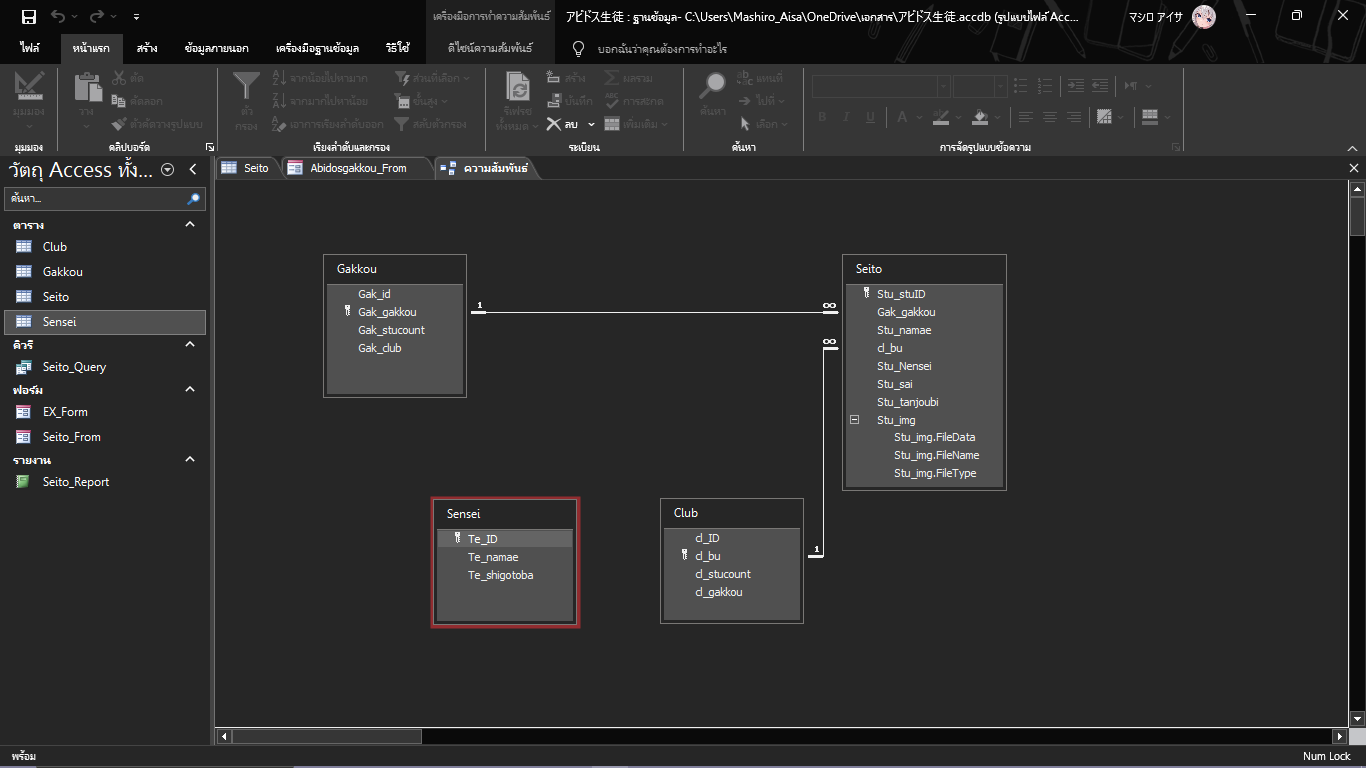 เครื่องมือการทำความสัมพันธ์
アビドス生徒 : ฐานข้อมูล- C:\Users\Mashiro_Aisa\OneDrive\เอกสาร\アビドス生徒.accdb (รูปแบบไฟล์ Acc...
マシロ アイサ
ไฟล์
หน้าแรก
สร้าง
ข้อมูลภายนอก
เครื่องมือฐานข้อมูล
วิธีใช้
ดีไซน์ความสัมพันธ์
บอกฉันว่าคุณต้องการทำอะไร
มุมมอง
วาง
ตัด
คัดลอก
ตัวคัดวางรูปแบบ
ตัวกรอง
จากน้อยไปหามาก
จากมากไปหาน้อย
เอาการเรียงลำดับออก
ส่วนที่เลือก
ขั้นสูง
สลับตัวกรอง
รีเฟรชทั้งหมด
สร้าง
บันทึก
ลบ
ผลรวม
การสะกด
เพิ่มเติม
ค้นหา
แทนที่
ไปที่
เลือก
B I U
A
มุมมอง
คลิปบอร์ด
เรียงลำดับและกรอง
ระเบียน
ค้นหา
การจัดรูปแบบข้อความ
วัตถุ Access ทั้ง...
ค้นหา...
ตาราง
Club
Gakkou
Seito
Sensei
คิวรี
Seito_Query
ฟอร์ม
EX_Form
Seito_From
รายงาน
Seito_Report
Seito
Abidosgakkou_From
ความสัมพันธ์
Gakkou
Gak_id
Gak_gakkou
Gak_stucount
Gak_club
1
∞
Seito
Stu_stuID
Gak_gakkou
Stu_namae
cl_bu
Stu_Nensei
Stu_sai
Stu_tanjoubi
Stu_img
Stu_img.FileData
Stu_img.FileName
Stu_img.FileType
∞
1
Sensei
Te_ID
Te_namae
Te_shigotoba
Club
cl_ID
cl_bu
cl_stucount
cl_gakkou
พร้อม
Num Lock